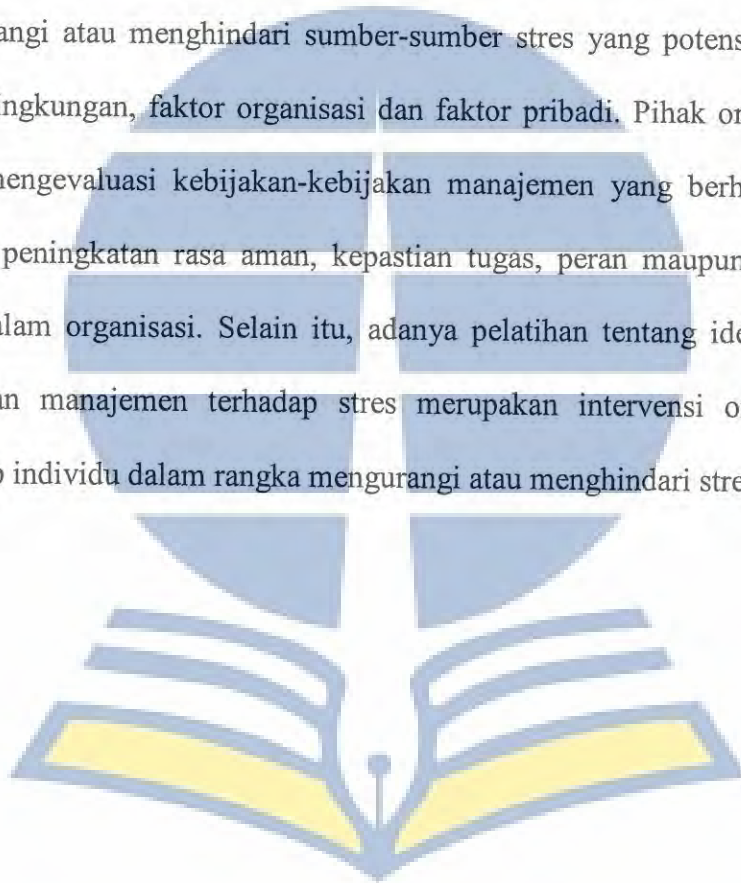 angi atau menghindari sumber-sumber stres yang potens
ingkungan, faktor organisasi dan faktor pribadi. Pihak or
mengevaluasi kebijakan-kebijakan manajemen yang berh
peningkatan rasa aman, kepastian tugas, peran maupun
alam organisasi. Selain itu, adanya pelatihan tentang ide
an manajemen terhadap stres merupakan intervensi o
p individu dalam rangka mengurangi atau menghindari stre